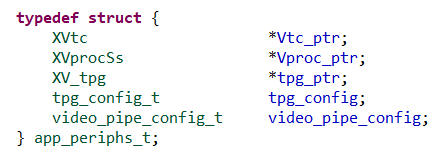 typedef struct {
    XVtc                   *Vtc_ptr;
    XVprocSs               *Vproc_ptr;
    XV_tpg                 *tpg_ptr;
    tpg_config_t           tpg_config;
    video_pipe_config_t    video_pipe_config;
} app_periphs_t;